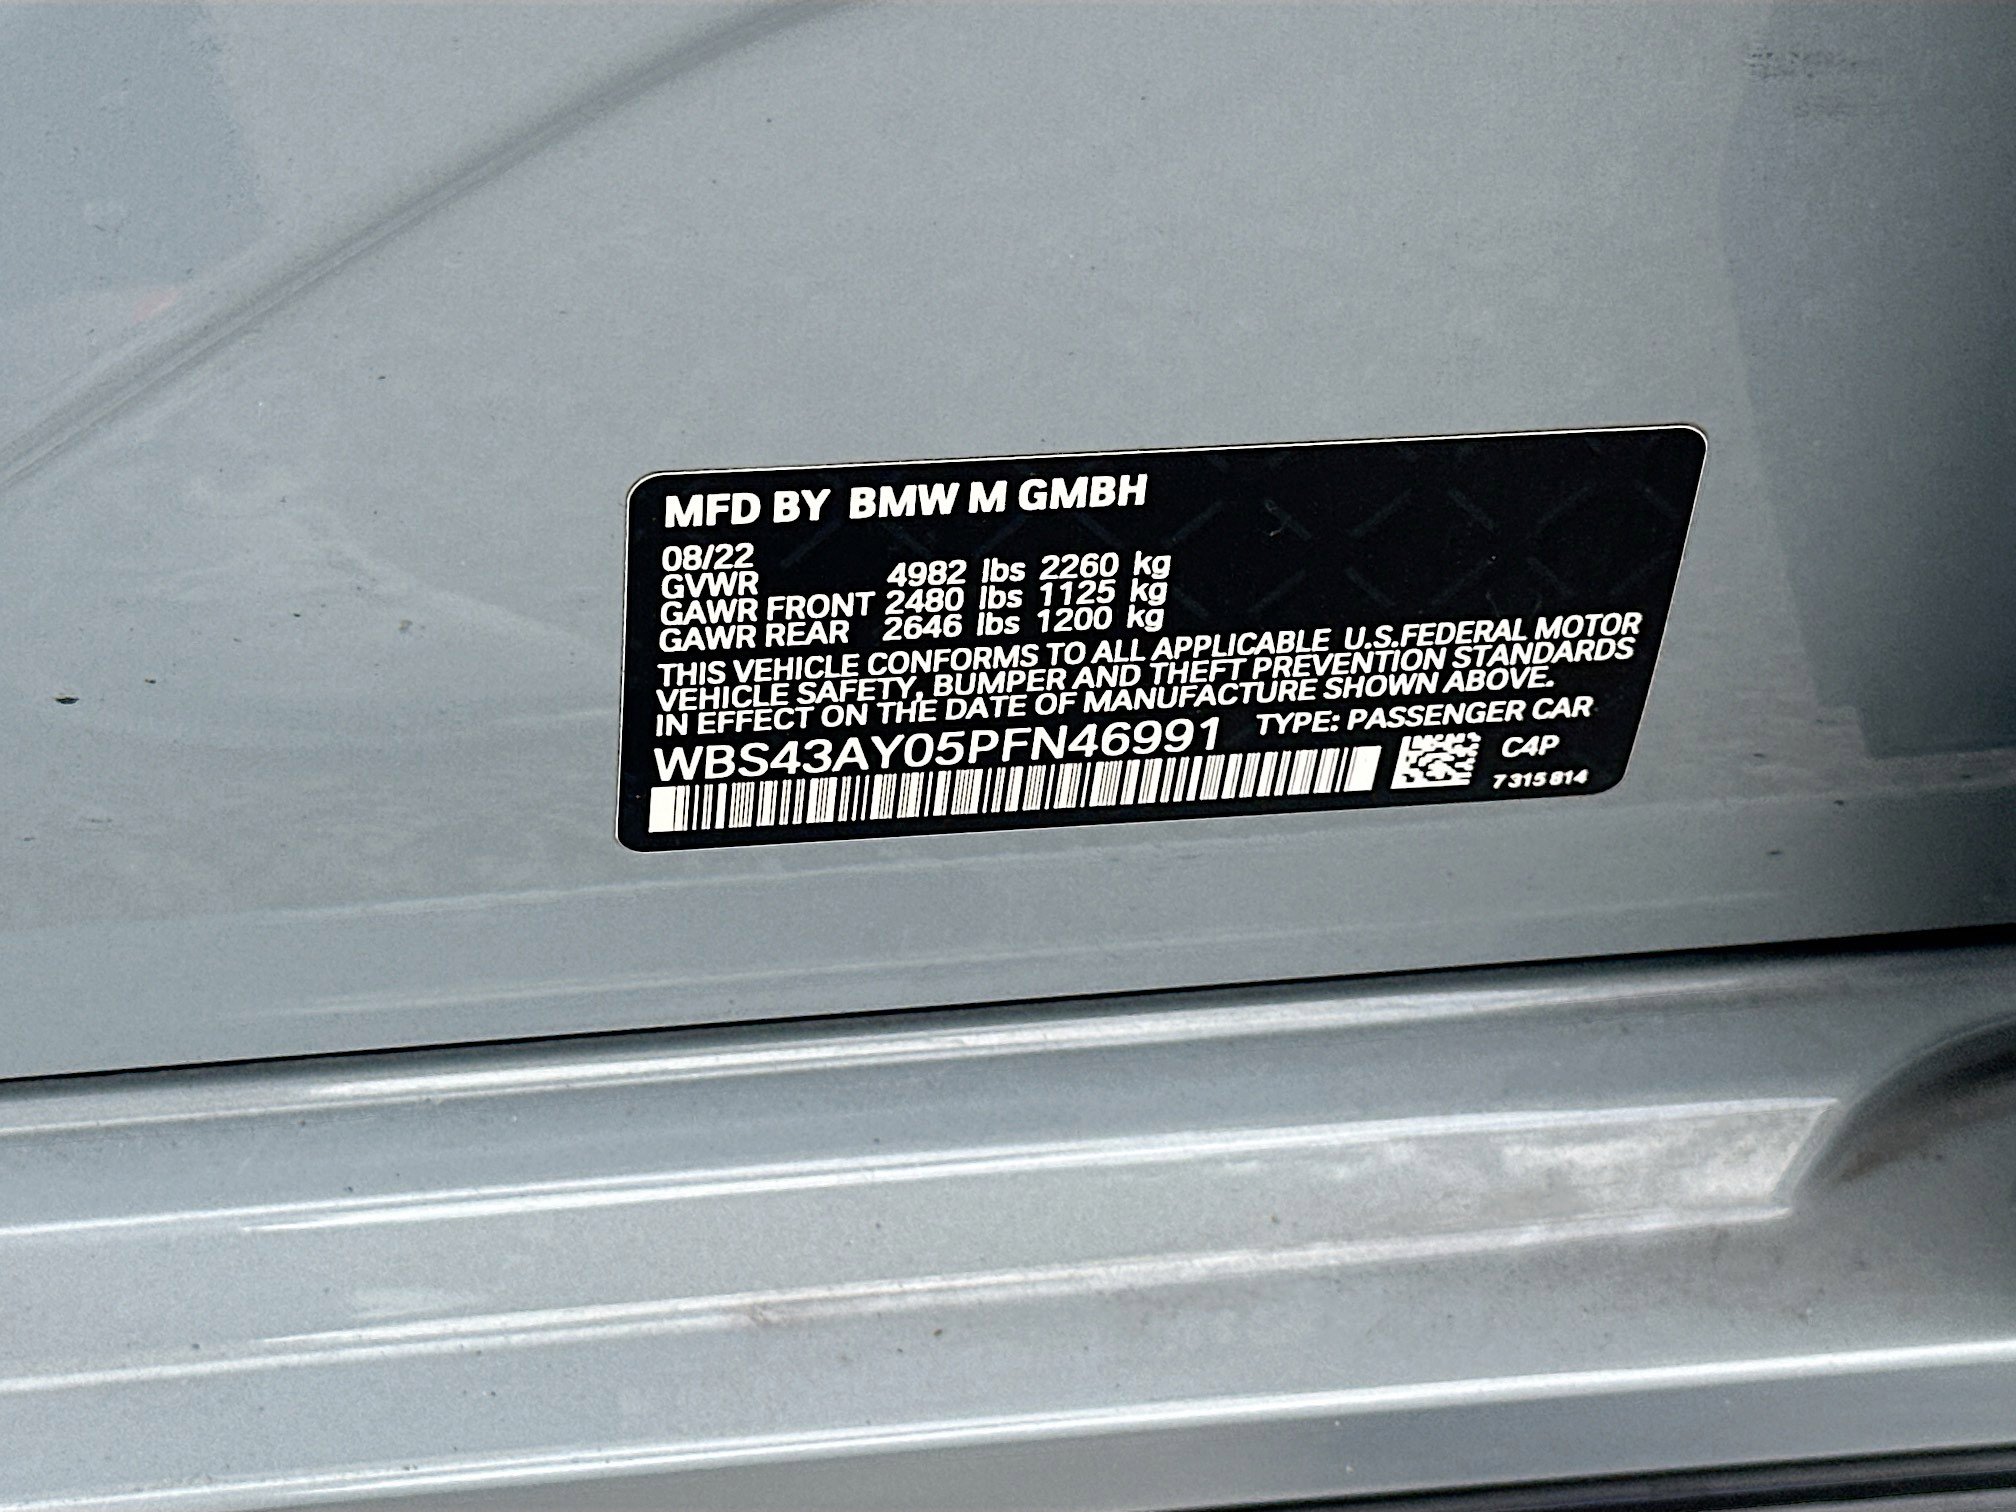 MFD BY BMW M GMBH
08/22
GVWR 4982 lbs 2260 kg
GAWR FRONT 2480 lbs 1125 kg
GAWR REAR 2646 lbs 1200 kg
THIS VEHICLE CONFORMS TO ALL APPLICABLE U.S.FEDERAL MOTOR
VEHICLE SAFETY, BUMPER AND THEFT PREVENTION STANDARDS
IN EFFECT ON THE DATE OF MANUFACTURE SHOWN ABOVE.
WBS43AY05PFN46991 TYPE: PASSENGER CAR
C4P
7 315 814